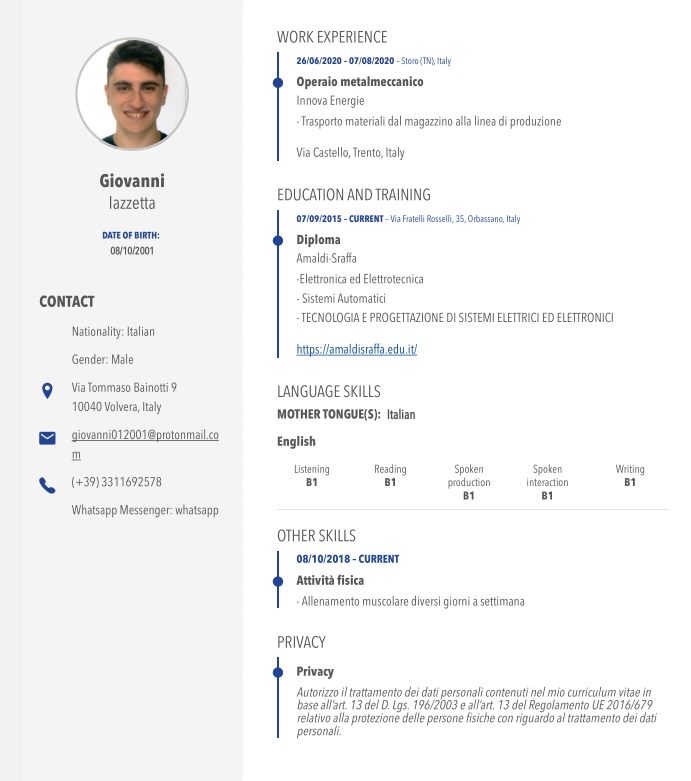 Giovanni
Iazzetta
DATE OF BIRTH:
08/10/2001
CONTACT
Nationality: Italian
Gender: Male
Via Tommaso Bainotti 9
10040 Volvera, Italy
giovanni012001@protonmail.co
m
(+39) 3311692578
Whatsapp Messenger: whatsapp
WORK EXPERIENCE
26/06/2020 – 07/08/2020 – Storo (TN), Italy
Operaio metalmeccanico
Innova Energie
- Trasporto materiali dal magazzino alla linea di produzione
Via Castello, Trento, Italy
EDUCATION AND TRAINING
07/09/2015 – CURRENT – Via Fratelli Rosselli, 35, Orbassano, Italy
Diploma
Amaldi-Sraffa
-Elettronica ed Elettrotecnica
- Sistemi Automatici
- TECNOLOGIA E PROGETTAZIONE DI SISTEMI ELETTRICI ED ELETTRONICI
https://amaldisraffa.edu.it/
LANGUAGE SKILLS
MOTHER TONGUE(S): Italian
English
Listening Reading Spoken Spoken Writing
B1 B1 production interaction B1
B1 B1
OTHER SKILLS
08/10/2018 – CURRENT
Attività fisica
- Allenamento muscolare diversi giorni a settimana
PRIVACY
Privacy
Autorizzo il trattamento dei dati personali contenuti nel mio curriculum vitae in
base all'art. 13 del D. Lgs. 196/2003 e all'art. 13 del Regolamento UE 2016/679
relativo alla protezione delle persone fisiche con riguardo al trattamento dei dati
personali.